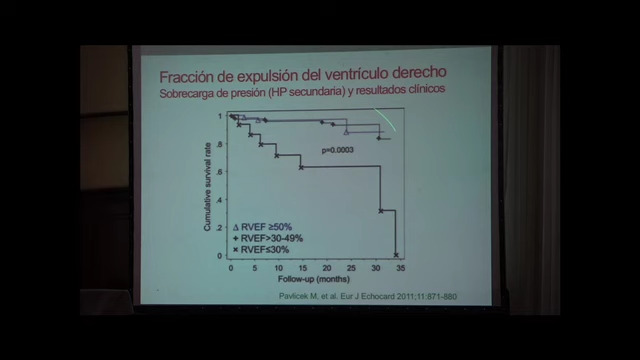 Fracción de expulsión del ventrículo derecho
Sobrecarga de presión (HP secundaria) y resultados clínicos
Cumulative survival rate
1
.8
.6
.4
.2
0
p=0.0003
RVEF ≥50%
RVEF>30-49%
RVEF≤30%
0 5 10 15 20 25 30 35
Follow-up (months)
Pavlicek M, et al. Eur J Echocard 2011;11:871-880